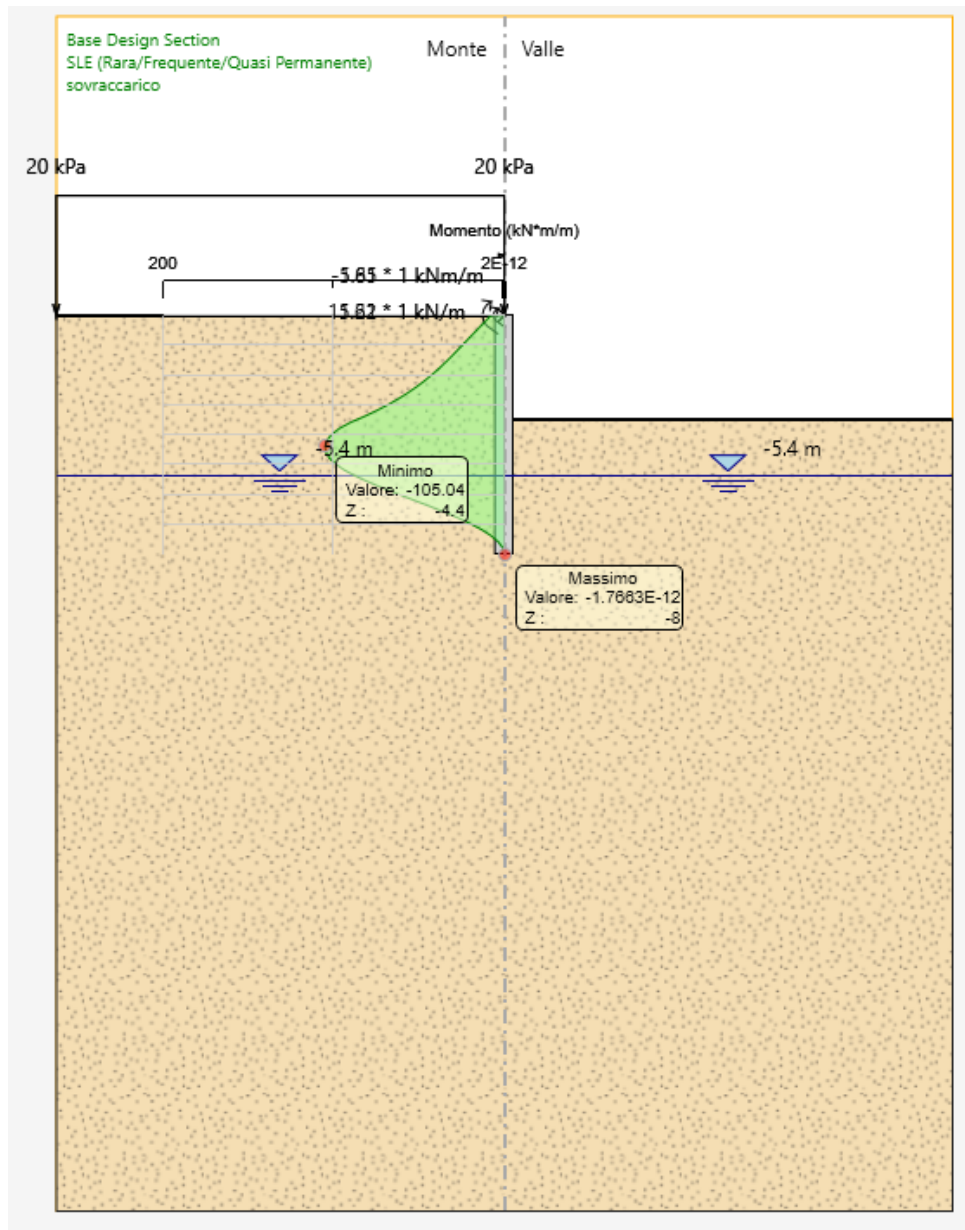 Base Design Section
SLE (Rara/Frequente/Quasi Permanente)
sovraccarico
Monte
Valle
20 kPa
20 kPa
Momento (kN*m/m)
200
2E-12
* 1 kNm/m
* 1 kN/m
-5.4 m
-5.4 m
Minimo
Valore: -105.04
Z : -4.4
Massimo
Valore: -1.7663E-12
Z : -8